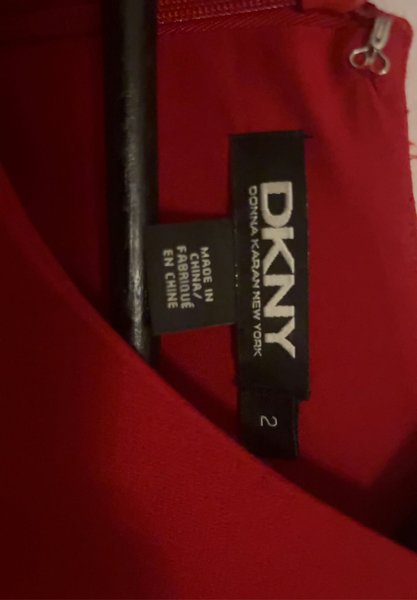 DKNY
DONNA KARAN NEW YORK
MADE IN
CHINA/
FABRIQUÉ
EN CHINE
2